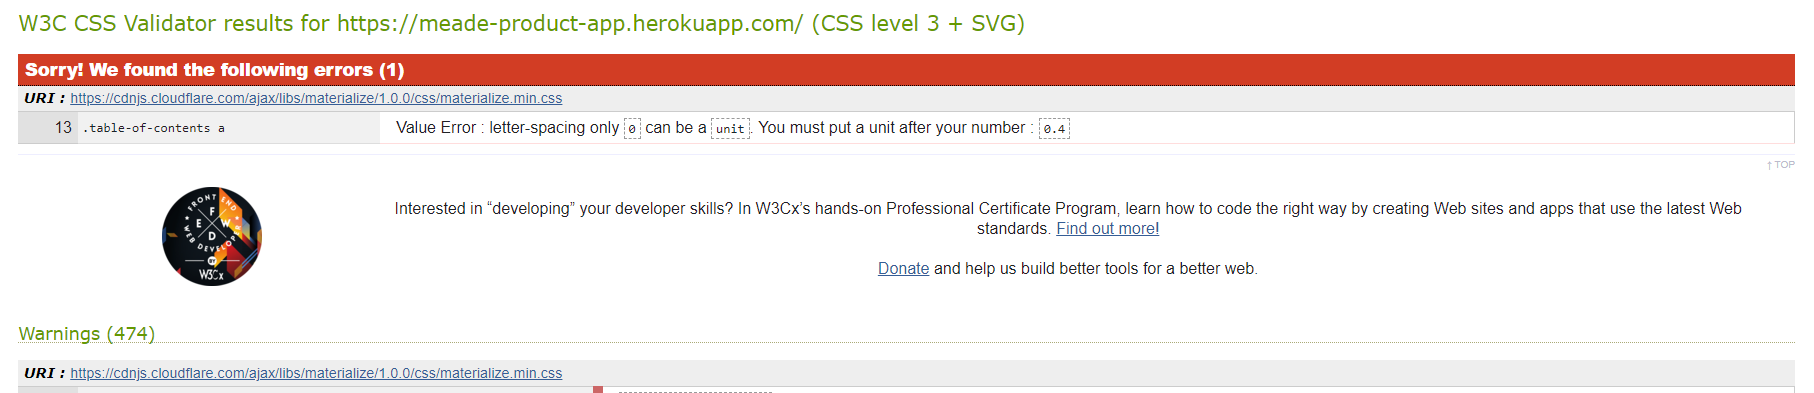 W3C CSS Validator results for https://meade-product-app.herokuapp.com/ (CSS level 3 + SVG)
Sorry! We found the following errors (1)
URI : https://cdnjs.cloudflare.com/ajax/libs/materialize/1.0.0/css/materialize.min.css
13 .table-of-contents a Value Error : letter-spacing only 0 can be a unit. You must put a unit after your number : 0.4
↑ TOP
FRONT END
F
E W
D
WEB DEVELOPER
BY
W3Cx
Interested in “developing” your developer skills? In W3Cx’s hands-on Professional Certificate Program, learn how to code the right way by creating Web sites and apps that use the latest Web
standards. Find out more!
Donate and help us build better tools for a better web.
Warnings (474)
URI : https://cdnjs.cloudflare.com/ajax/libs/materialize/1.0.0/css/materialize.min.css